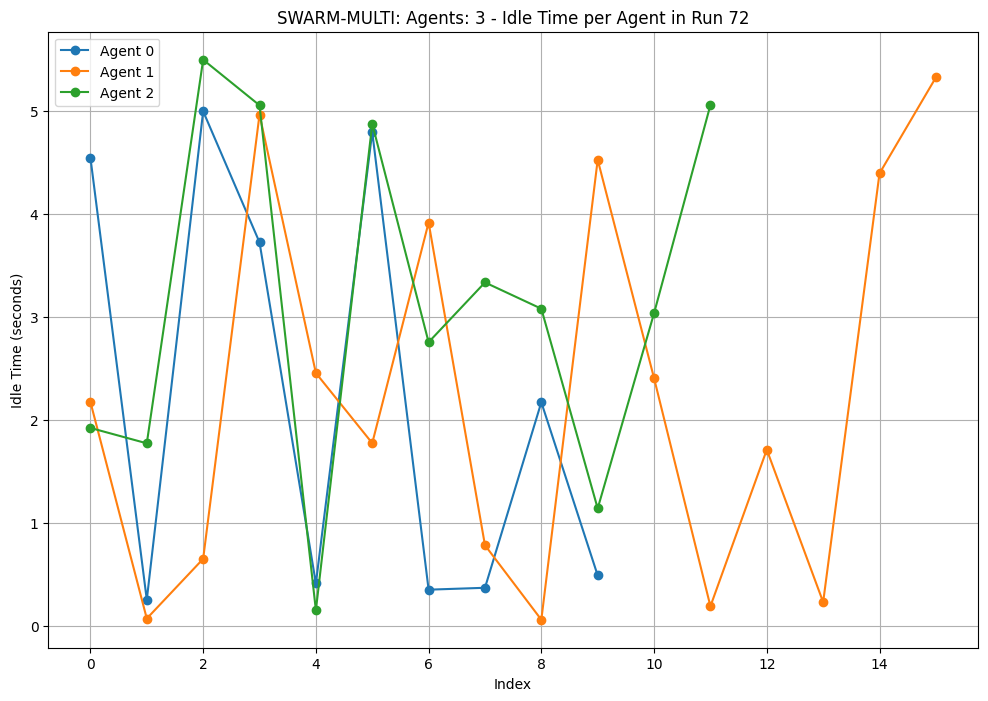 SWARM-MULTI: Agents: 3 - Idle Time per Agent in Run 72
Agent 0
Agent 1
Agent 2
Idle Time (seconds)
5
4
3
2
1
0
0 2 4 6 8 10 12 14
Index